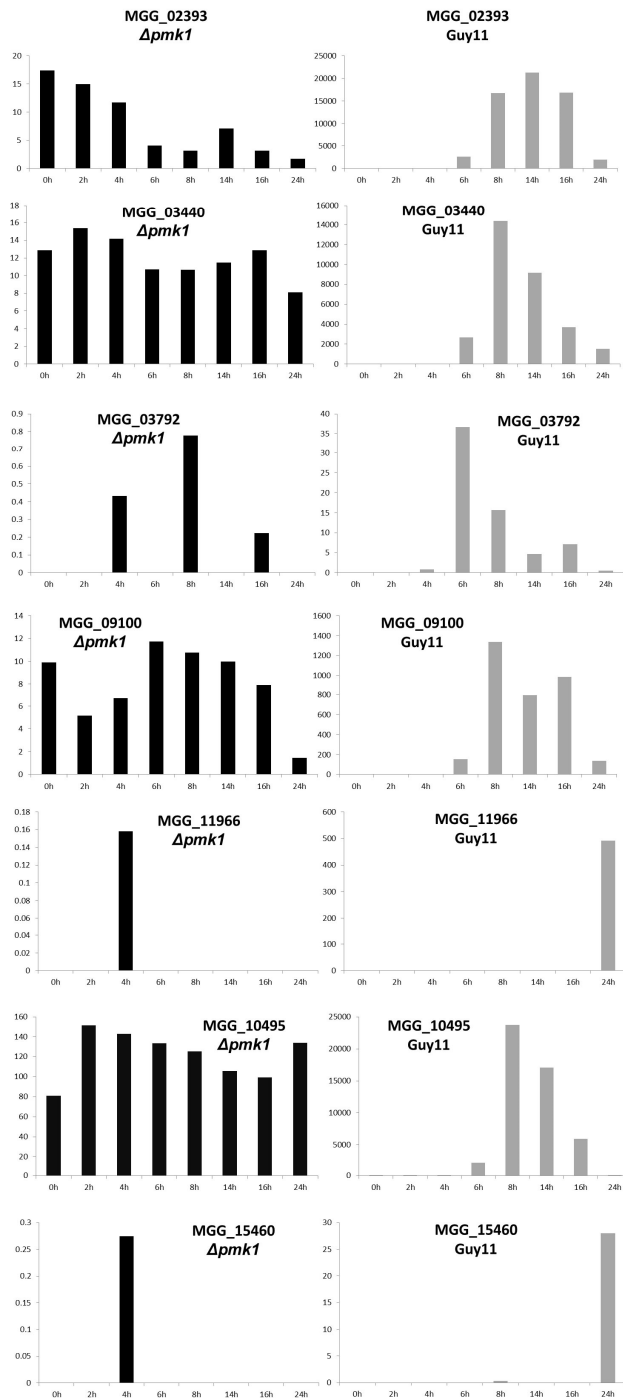 MGG_02393
Δpmk1
20
15
10
5
0
0h 2h 4h 6h 8h 14h 16h 24h
MGG_02393
Guy11
25000
20000
15000
10000
5000
0
0h 2h 4h 6h 8h 14h 16h 24h
MGG_03440
Δpmk1
18
16
14
12
10
8
6
4
2
0
0h 2h 4h 6h 8h 14h 16h 24h
MGG_03440
Guy11
16000
14000
12000
10000
8000
6000
4000
2000
0
0h 2h 4h 6h 8h 14h 16h 24h
MGG_03792
Δpmk1
0.9
0.8
0.7
0.6
0.5
0.4
0.3
0.2
0.1
0
0h 2h 4h 6h 8h 14h 16h 24h
MGG_03792
Guy11
40
35
30
25
20
15
10
5
0
0h 2h 4h 6h 8h 14h 16h 24h
MGG_09100
Δpmk1
14
12
10
8
6
4
2
0
0h 2h 4h 6h 8h 14h 16h 24h
MGG_09100
Guy11
1600
1400
1200
1000
800
600
400
200
0
0h 2h 4h 6h 8h 14h 16h 24h
MGG_11966
Δpmk1
0.18
0.16
0.14
0.12
0.1
0.08
0.06
0.04
0.02
0
0h 2h 4h 6h 8h 14h 16h 24h
MGG_11966
Guy11
600
500
400
300
200
100
0
0h 2h 4h 6h 8h 14h 16h 24h
MGG_10495
Δpmk1
160
140
120
100
80
60
40
20
0
0h 2h 4h 6h 8h 14h 16h 24h
MGG_10495
Guy11
25000
20000
15000
10000
5000
0
0h 2h 4h 6h 8h 14h 16h 24h
MGG_15460
Δpmk1
0.3
0.25
0.2
0.15
0.1
0.05
0
0h 2h 4h 6h 8h 14h 16h 24h
MGG_15460
Guy11
30
25
20
15
10
5
0
0h 2h 4h 6h 8h 14h 16h 24h